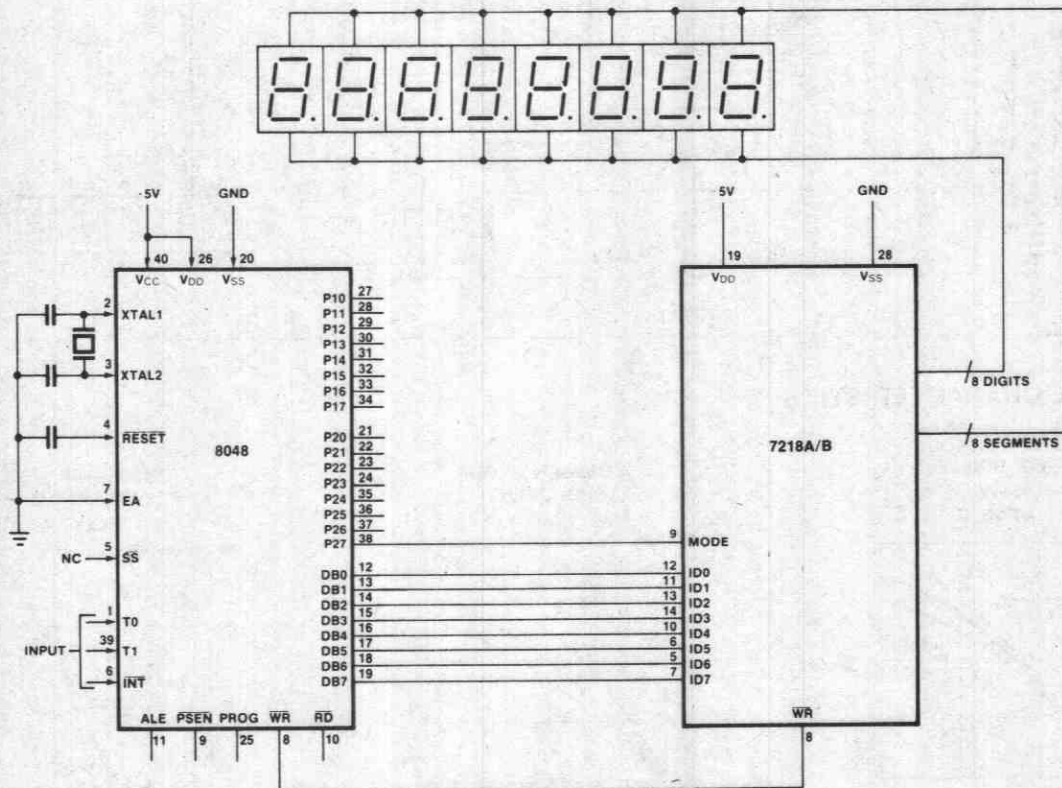 5V GND 5V GND
40 26 20 19 28
VCC VDD VSS VDD VSS
2 XTAL1
3 XTAL2
4 RESET
7 EA
5 NC SS
1 T0
INPUT 39 T1
6 INT
8048
P10 27
P11 28
P12 29
P13 30
P14 31
P15 32
P16 33
P17 34
P20 21
P21 22
P22 23
P23 24
P24 35
P25 36
P26 37
P27 38
DB0 12
DB1 13
DB2 14
DB3 15
DB4 16
DB5 17
DB6 18
DB7 19
ALE PSEN PROG WR RD
11 9 25 8 10
7218A/B
8 DIGITS
8 SEGMENTS
9 MODE
12 ID0
11 ID1
13 ID2
14 ID3
10 ID4
6 ID5
5 ID6
7 ID7
WR
8